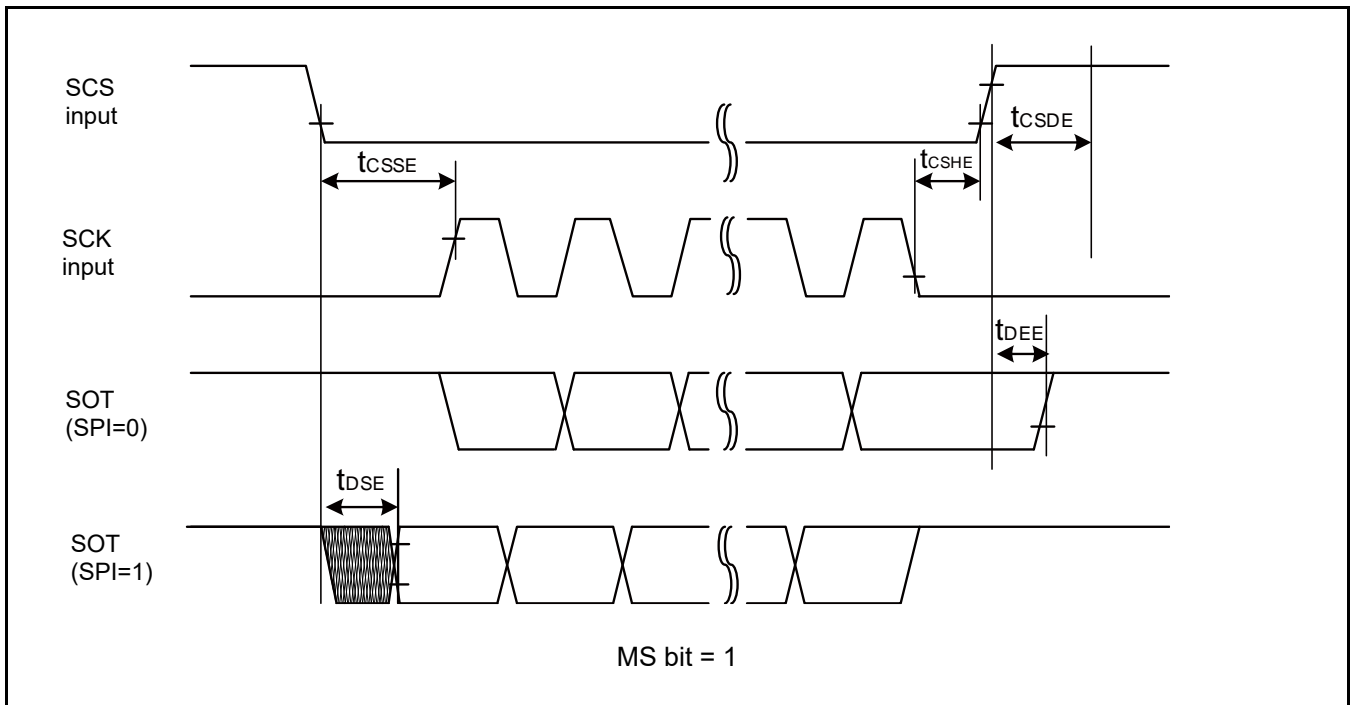 SCS
input
tCSDE
tCSSE
tCSHE
SCK
input
tDEE
SOT
(SPI=0)
tDSE
SOT
(SPI=1)
MS bit = 1